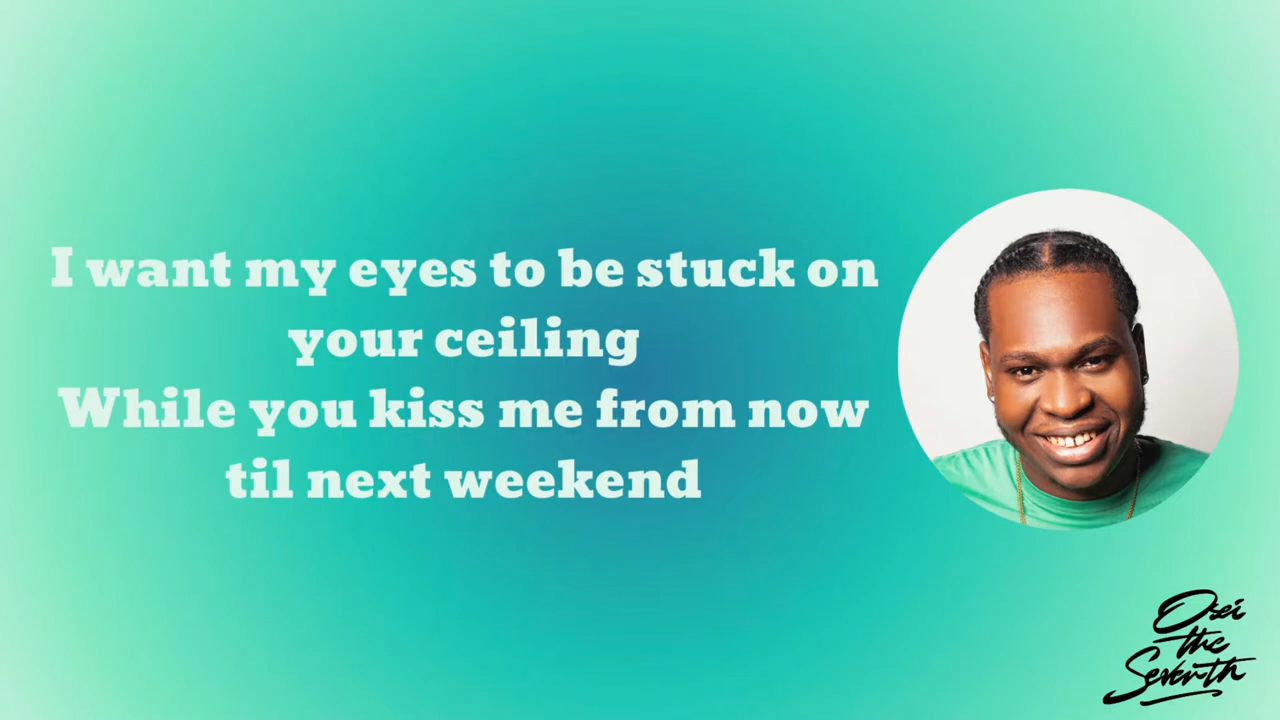 I want my eyes to be stuck on
your ceiling
While you kiss me from now
til next weekend
Osei
the
Seventh